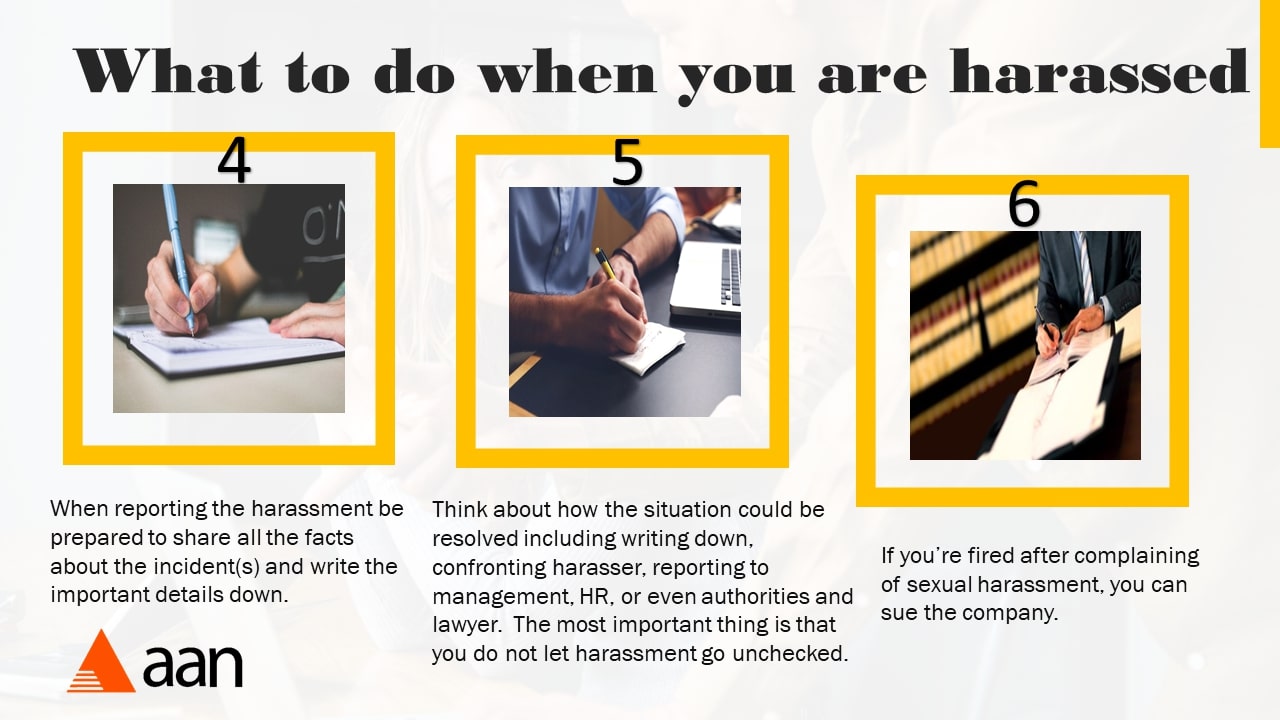 What to do when you are harassed
4
When reporting the harassment be
prepared to share all the facts
about the incident(s) and write the
important details down.
5
Think about how the situation could be
resolved including writing down,
confronting harasser, reporting to
management, HR, or even authorities and
lawyer.  The most important thing is that
you do not let harassment go unchecked.
6
If you’re fired after complaining
of sexual harassment, you can
sue the company.
aan